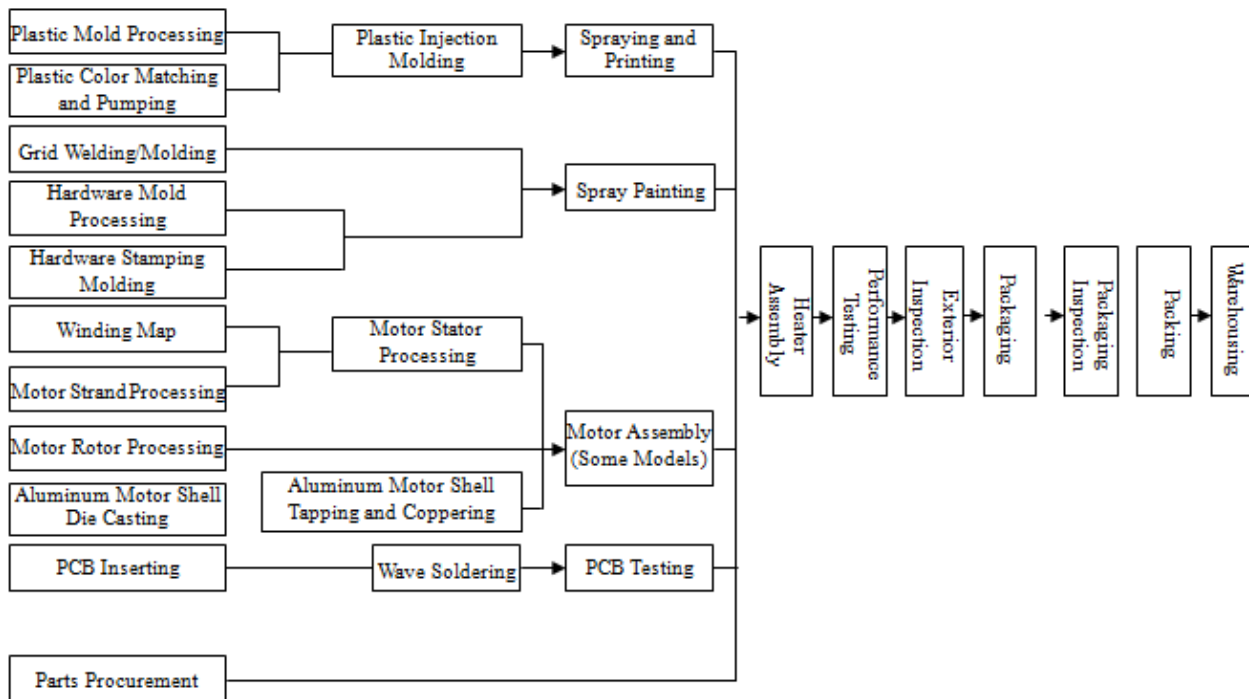 Plastic Mold Processing
Plastic Color Matching
and Pumping
Plastic Injection
Molding
Spraying and
Printing
Grid Welding/Molding
Hardware Mold
Processing
Hardware Stamping
Molding
Spray Painting
Winding Map
Motor Strand Processing
Motor Stator
Processing
Motor Rotor Processing
Aluminum Motor Shell
Die Casting
Aluminum Motor Shell
Tapping and Coppering
Motor Assembly
(Some Models)
PCB Inserting
Wave Soldering
PCB Testing
Parts Procurement
Heater
Assembly
Performance
Testing
Exterior
Inspection
Packaging
Packaging
Inspection
Packing
Warehousing